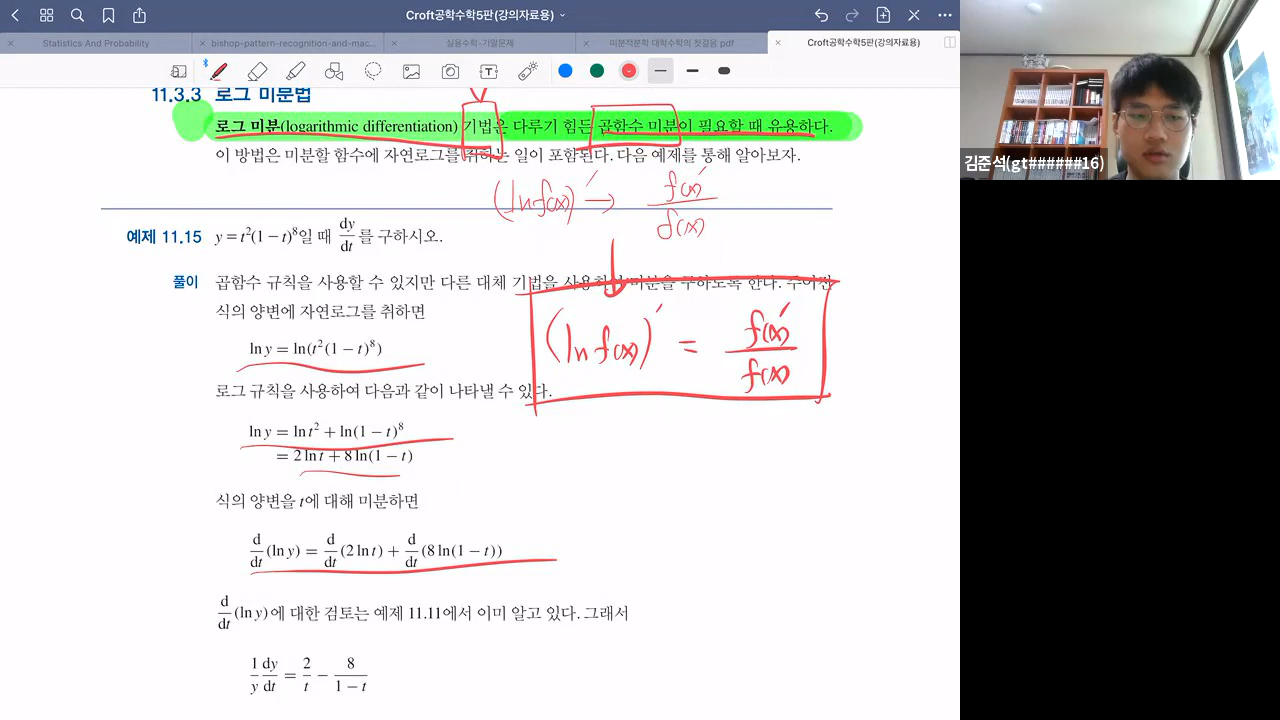 Croft공학수학5판(강의자료용)
Statistics And Probability
bishop-pattern-recognition-and-mac...
실용수학-기말문제
미분적분학 대학수학의 첫걸음.pdf
Croft공학수학5판(강의자료용)
11.3.3 로그 미분법
로그 미분(logarithmic differentiation) 기법은 다루기 힘든 곱함수 미분이 필요할 때 유용하다.
이 방법은 미분할 함수에 자연로그를 취하는 일이 포함된다. 다음 예제를 통해 알아보자.
(ln f(x))′ → f(x)′/f(x)
예제 11.15 y = t²(1 − t)⁸일 때 dy/dt를 구하시오.
풀이 곱함수 규칙을 사용할 수 있지만 다른 대체 기법을 사용하여 미분을 구하도록 한다. 주어진
식의 양변에 자연로그를 취하면
ln y = ln(t²(1 − t)⁸)
(ln f(x))′ = f(x)′/f(x)
로그 규칙을 사용하여 다음과 같이 나타낼 수 있다.
ln y = ln t² + ln(1 − t)⁸
= 2 ln t + 8 ln(1 − t)
식의 양변을 t에 대해 미분하면
d/dt(ln y) = d/dt(2 ln t) + d/dt(8 ln(1 − t))
d/dt(ln y)에 대한 검토는 예제 11.11에서 이미 알고 있다. 그래서
1/y dy/dt = 2/t − 8/(1 − t)
김준석(gt######16)